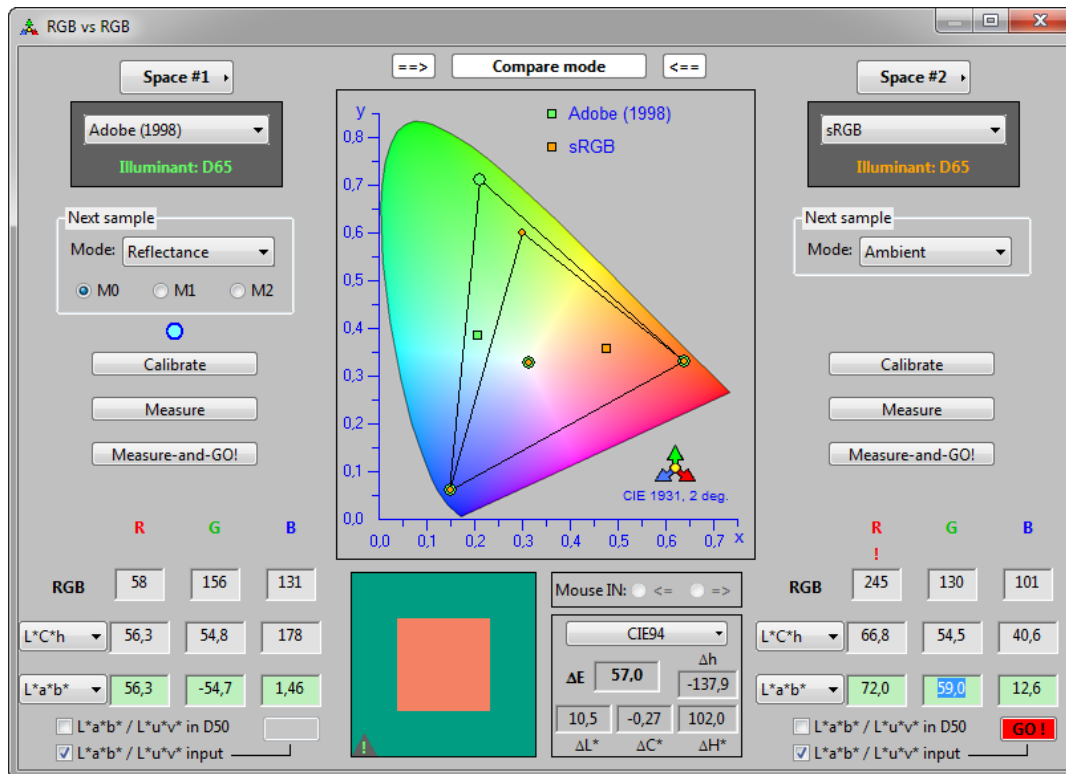 RGB vs RGB
Space #1
==>
Compare mode
<==
Space #2
Adobe (1998)
Illuminant: D65
sRGB
Illuminant: D65
Next sample
Mode: Reflectance
M0 M1 M2
Next sample
Mode: Ambient
Calibrate
Measure
Measure-and-GO!
Calibrate
Measure
Measure-and-GO!
y
Adobe (1998)
sRGB
0,8
0,7
0,6
0,5
0,4
0,3
0,2
0,1
0,0
CIE 1931, 2 deg.
0,0 0,1 0,2 0,3 0,4 0,5 0,6 0,7 x
R G B
RGB 58 156 131
L*C*h 56,3 54,8 178
L*a*b* 56,3 -54,7 1,46
L*a*b* / L*u*v* in D50
L*a*b* / L*u*v* input
!
Mouse IN: <= =>
CIE94
ΔE 57,0
Δh
-137,9
10,5 -0,27 102,0
ΔL* ΔC* ΔH*
R G B
!
RGB 245 130 101
L*C*h 66,8 54,5 40,6
L*a*b* 72,0 59,0 12,6
L*a*b* / L*u*v* in D50
GO !
L*a*b* / L*u*v* input